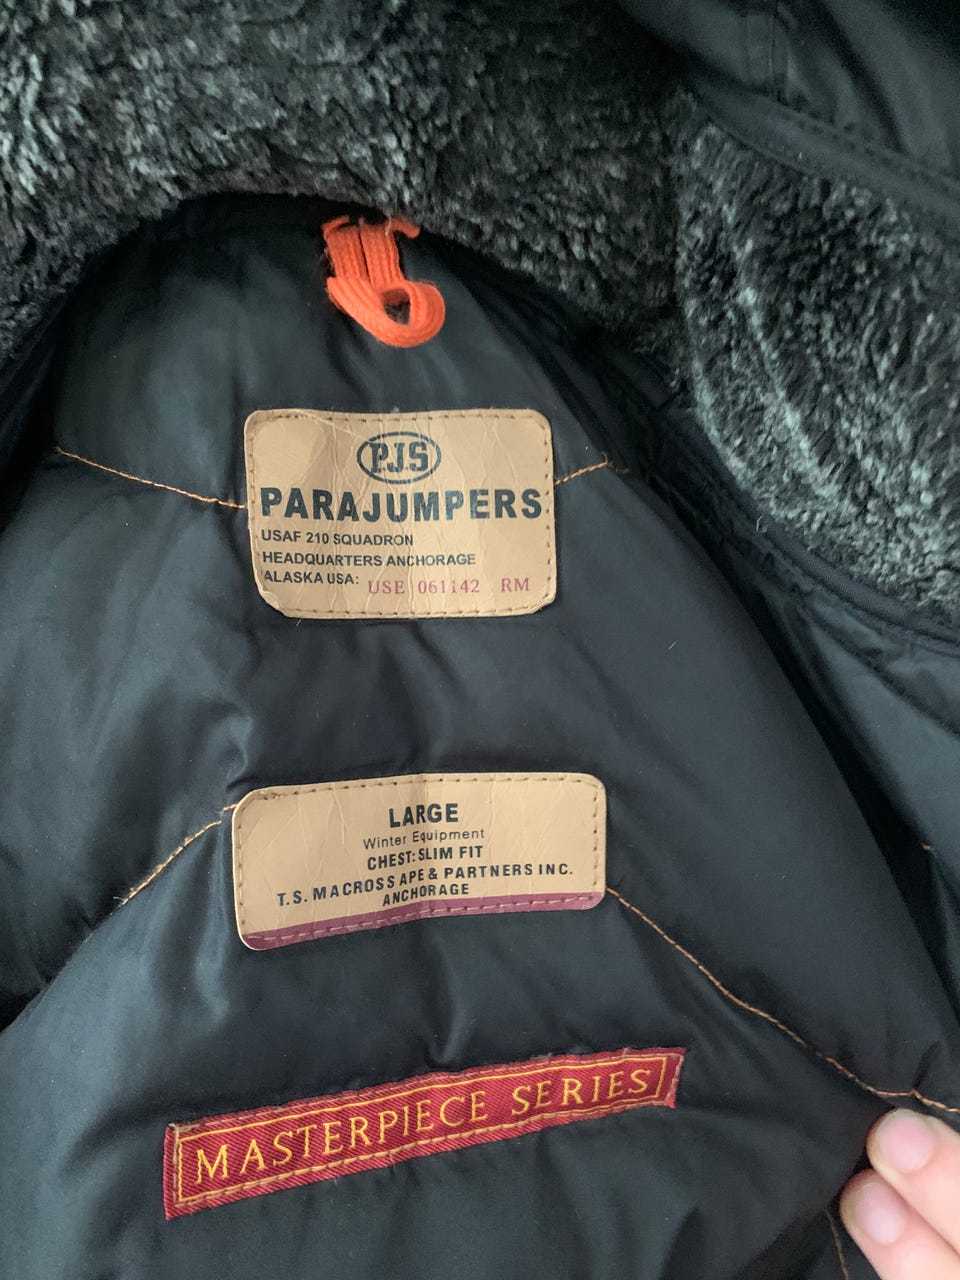 PJS
PARAJUMPERS
USAF 210 SQUADRON
HEADQUARTERS ANCHORAGE
ALASKA USA: USE 061142 RM
LARGE
Winter Equipment
CHEST: SLIM FIT
T.S. MACROSS APE & PARTNERS INC.
ANCHORAGE
MASTERPIECE SERIES